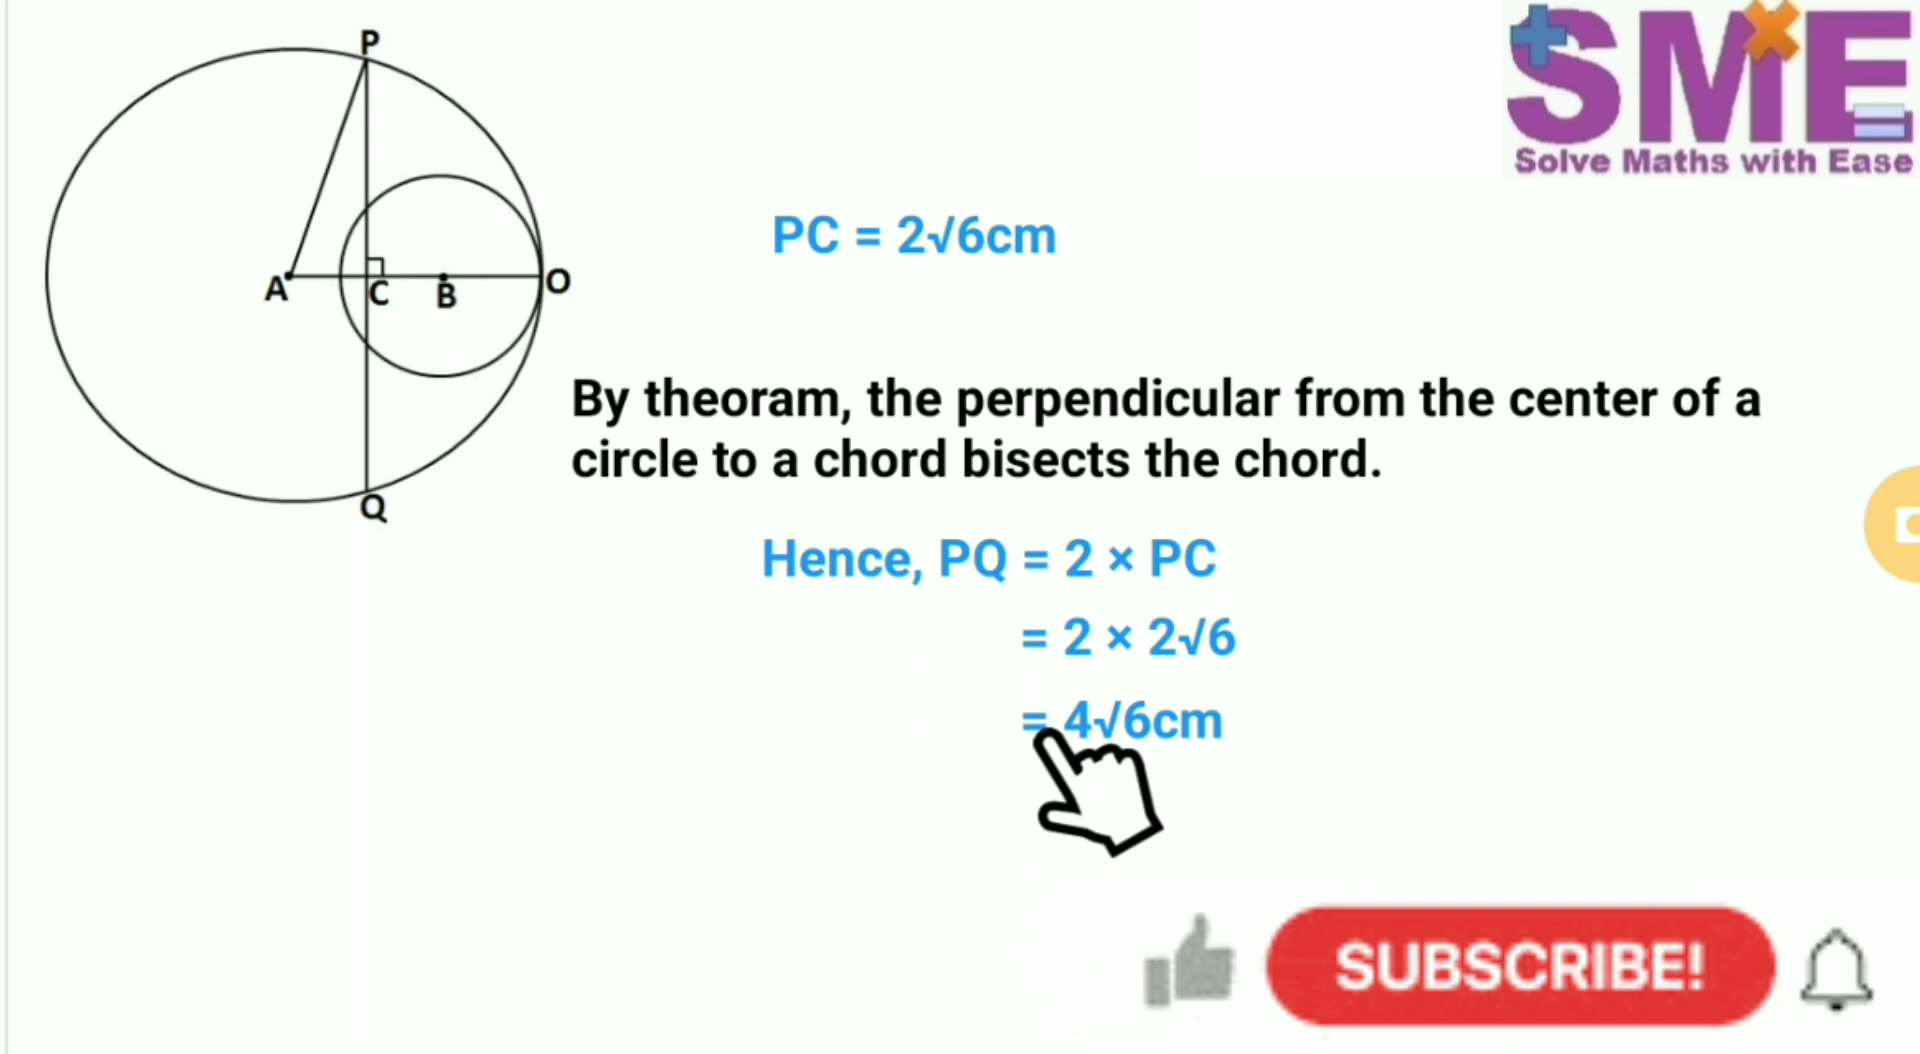 P
A
C
B
O
Q
SME
Solve Maths with Ease
PC = 2√6cm
By theoram, the perpendicular from the center of a
circle to a chord bisects the chord.
Hence, PQ = 2 × PC
= 2 × 2√6
= 4√6cm
SUBSCRIBE!